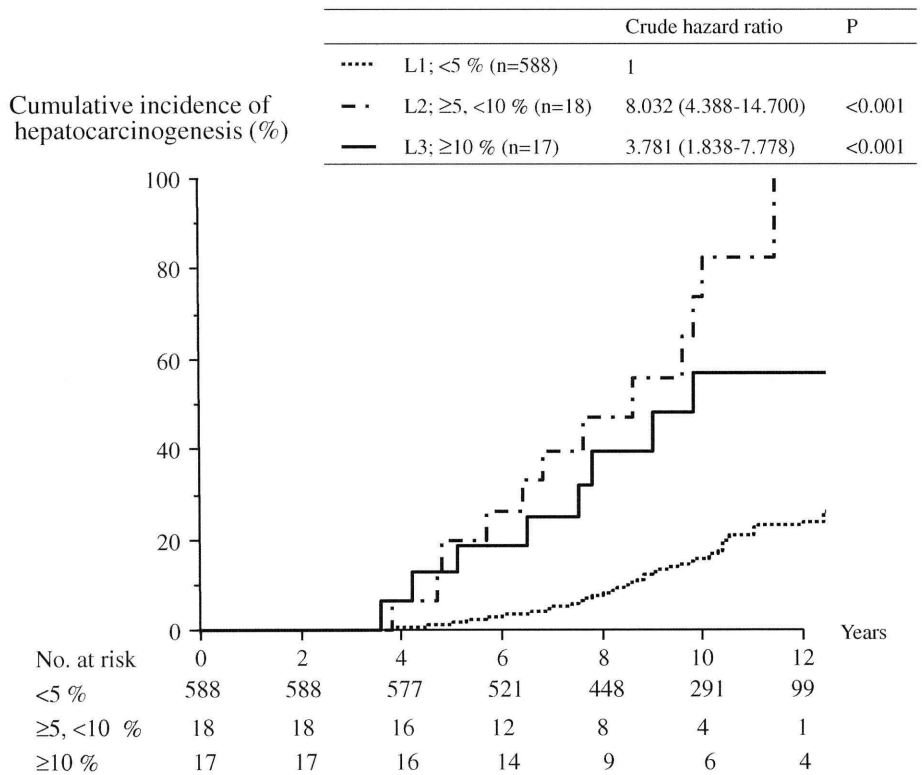 Crude hazard ratio P
L1; <5 % (n=588) 1
L2; ≥5, <10 % (n=18) 8.032 (4.388-14.700) <0.001
L3; ≥10 % (n=17) 3.781 (1.838-7.778) <0.001
Cumulative incidence of
hepatocarcinogenesis (%)
100
80
60
40
20
0
Years
No. at risk 0 2 4 6 8 10 12
<5 % 588 588 577 521 448 291 99
≥5, <10 % 18 18 16 12 8 4 1
≥10 % 17 17 16 14 9 6 4